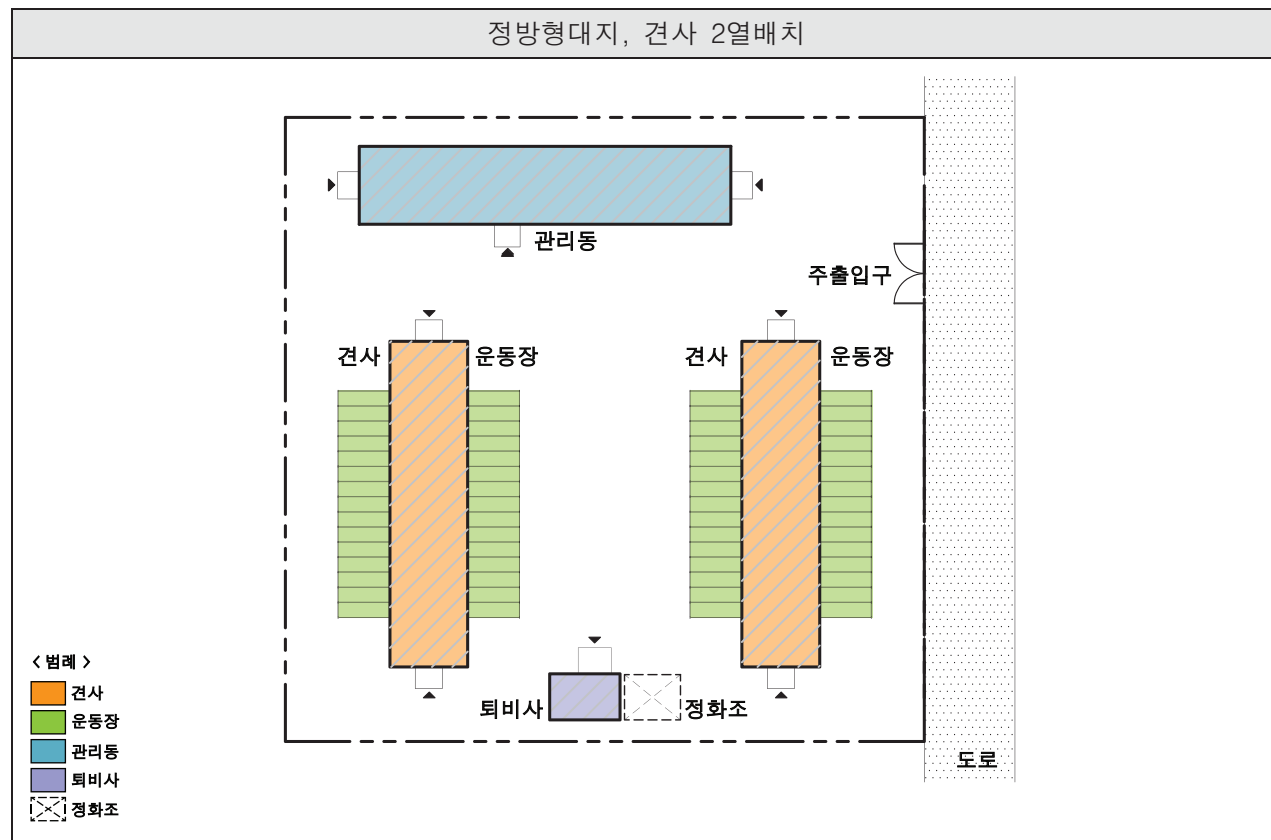 정방형대지, 견사 2열배치
관리동
주출입구
견사
운동장
견사
운동장
퇴비사
정화조
도로
< 범례 >
견사
운동장
관리동
퇴비사
정화조